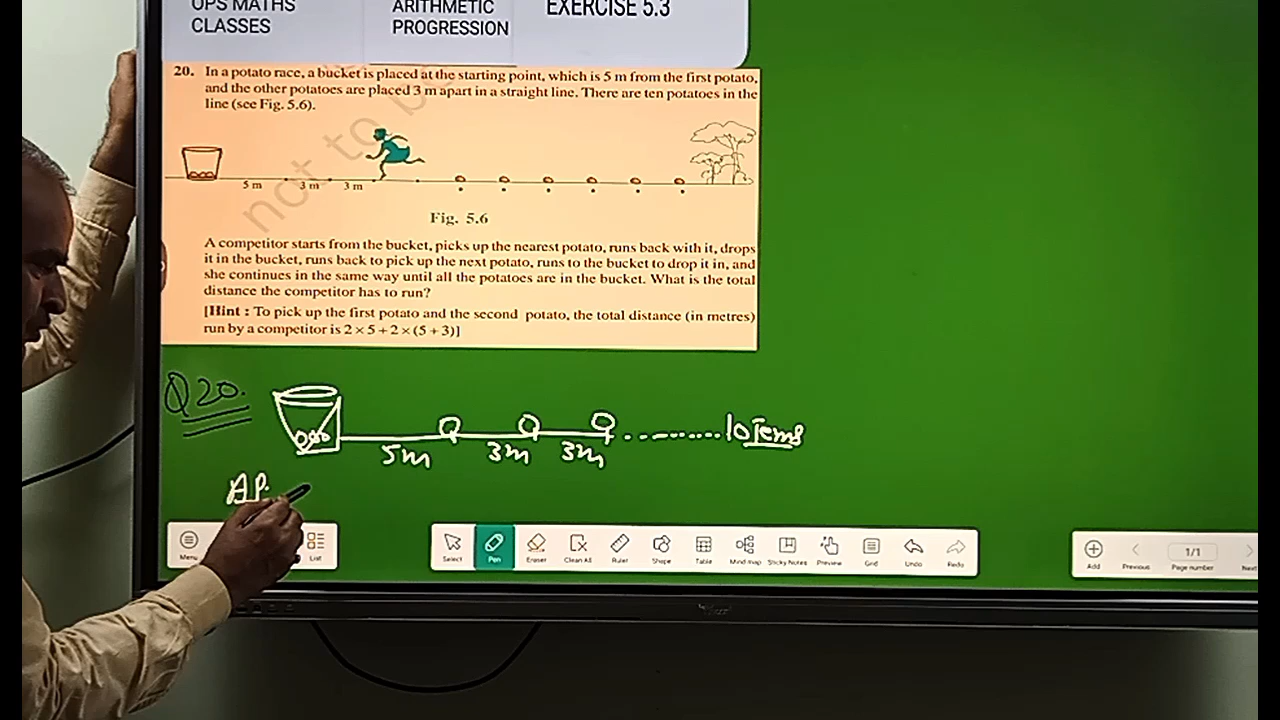 OPS MATHS
CLASSES
ARITHMETIC
PROGRESSION
EXERCISE 5.3
20. In a potato race, a bucket is placed at the starting point, which is 5 m from the first potato,
and the other potatoes are placed 3 m apart in a straight line. There are ten potatoes in the
line (see Fig. 5.6).
not to be
5 m 3 m 3 m
Fig. 5.6
A competitor starts from the bucket, picks up the nearest potato, runs back with it, drops
it in the bucket, runs back to pick up the next potato, runs to the bucket to drop it in, and
she continues in the same way until all the potatoes are in the bucket. What is the total
distance the competitor has to run?
[Hint : To pick up the first potato and the second potato, the total distance (in metres)
run by a competitor is 2 × 5 + 2 × (5 + 3)]
Q20.
10 Terms
5m 3m 3m
AP.
Menu List Select Pen Eraser Clean All Ruler Shape Table Mind map Sticky Notes Preview Grid Undo Redo Add Previous 1/1 Page number Next